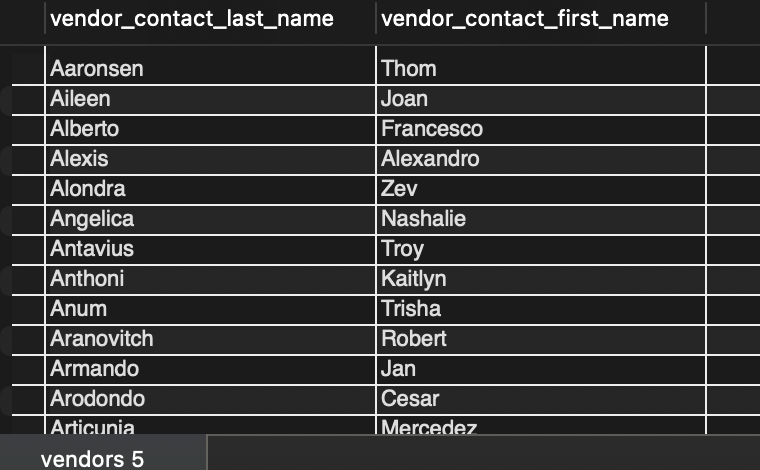 vendor_contact_last_name vendor_contact_first_name
Aaronsen Thom
Aileen Joan
Alberto Francesco
Alexis Alexandro
Alondra Zev
Angelica Nashalie
Antavius Troy
Anthoni Kaitlyn
Anum Trisha
Aranovitch Robert
Armando Jan
Arodondo Cesar
Articunia Mercedez
vendors 5